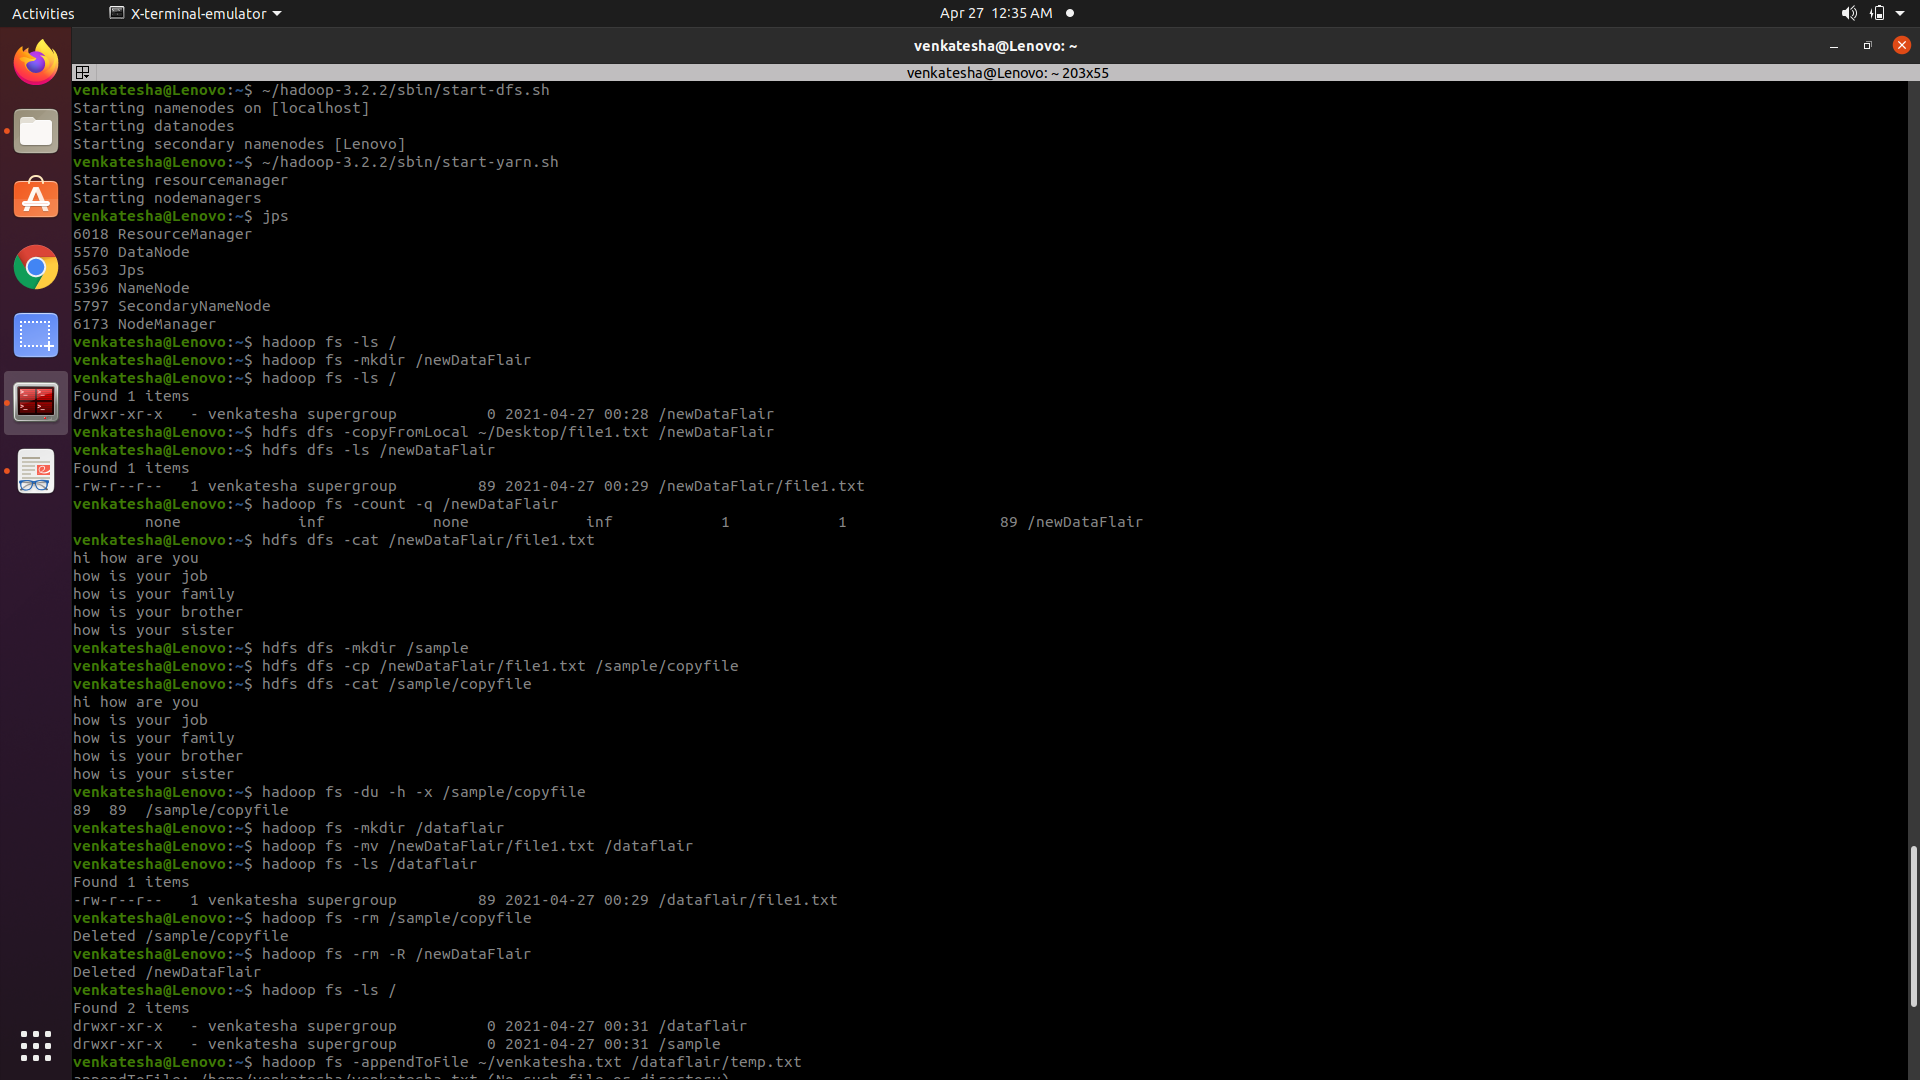 Activities
X-terminal-emulator
Apr 27 12:35 AM
venkatesha@Lenovo: ~
venkatesha@Lenovo: ~ 203x55
venkatesha@Lenovo:~$ ~/hadoop-3.2.2/sbin/start-dfs.sh
Starting namenodes on [localhost]
Starting datanodes
Starting secondary namenodes [Lenovo]
venkatesha@Lenovo:~$ ~/hadoop-3.2.2/sbin/start-yarn.sh
Starting resourcemanager
Starting nodemanagers
venkatesha@Lenovo:~$ jps
6018 ResourceManager
5570 DataNode
6563 Jps
5396 NameNode
5797 SecondaryNameNode
6173 NodeManager
venkatesha@Lenovo:~$ hadoop fs -ls /
venkatesha@Lenovo:~$ hadoop fs -mkdir /newDataFlair
venkatesha@Lenovo:~$ hadoop fs -ls /
Found 1 items
drwxr-xr-x   - venkatesha supergroup          0 2021-04-27 00:28 /newDataFlair
venkatesha@Lenovo:~$ hdfs dfs -copyFromLocal ~/Desktop/file1.txt /newDataFlair
venkatesha@Lenovo:~$ hdfs dfs -ls /newDataFlair
Found 1 items
-rw-r--r--   1 venkatesha supergroup         89 2021-04-27 00:29 /newDataFlair/file1.txt
venkatesha@Lenovo:~$ hadoop fs -count -q /newDataFlair
        none             inf            none             inf            1            1                 89 /newDataFlair
venkatesha@Lenovo:~$ hdfs dfs -cat /newDataFlair/file1.txt
hi how are you
how is your job
how is your family
how is your brother
how is your sister
venkatesha@Lenovo:~$ hdfs dfs -mkdir /sample
venkatesha@Lenovo:~$ hdfs dfs -cp /newDataFlair/file1.txt /sample/copyfile
venkatesha@Lenovo:~$ hdfs dfs -cat /sample/copyfile
hi how are you
how is your job
how is your family
how is your brother
how is your sister
venkatesha@Lenovo:~$ hadoop fs -du -h -x /sample/copyfile
89  89  /sample/copyfile
venkatesha@Lenovo:~$ hadoop fs -mkdir /dataflair
venkatesha@Lenovo:~$ hadoop fs -mv /newDataFlair/file1.txt /dataflair
venkatesha@Lenovo:~$ hadoop fs -ls /dataflair
Found 1 items
-rw-r--r--   1 venkatesha supergroup         89 2021-04-27 00:29 /dataflair/file1.txt
venkatesha@Lenovo:~$ hadoop fs -rm /sample/copyfile
Deleted /sample/copyfile
venkatesha@Lenovo:~$ hadoop fs -rm -R /newDataFlair
Deleted /newDataFlair
venkatesha@Lenovo:~$ hadoop fs -ls /
Found 2 items
drwxr-xr-x   - venkatesha supergroup          0 2021-04-27 00:31 /dataflair
drwxr-xr-x   - venkatesha supergroup          0 2021-04-27 00:31 /sample
venkatesha@Lenovo:~$ hadoop fs -appendToFile ~/venkatesha.txt /dataflair/temp.txt
appendToFile: /home/venkatesha/venkatesha.txt (No such file or directory)